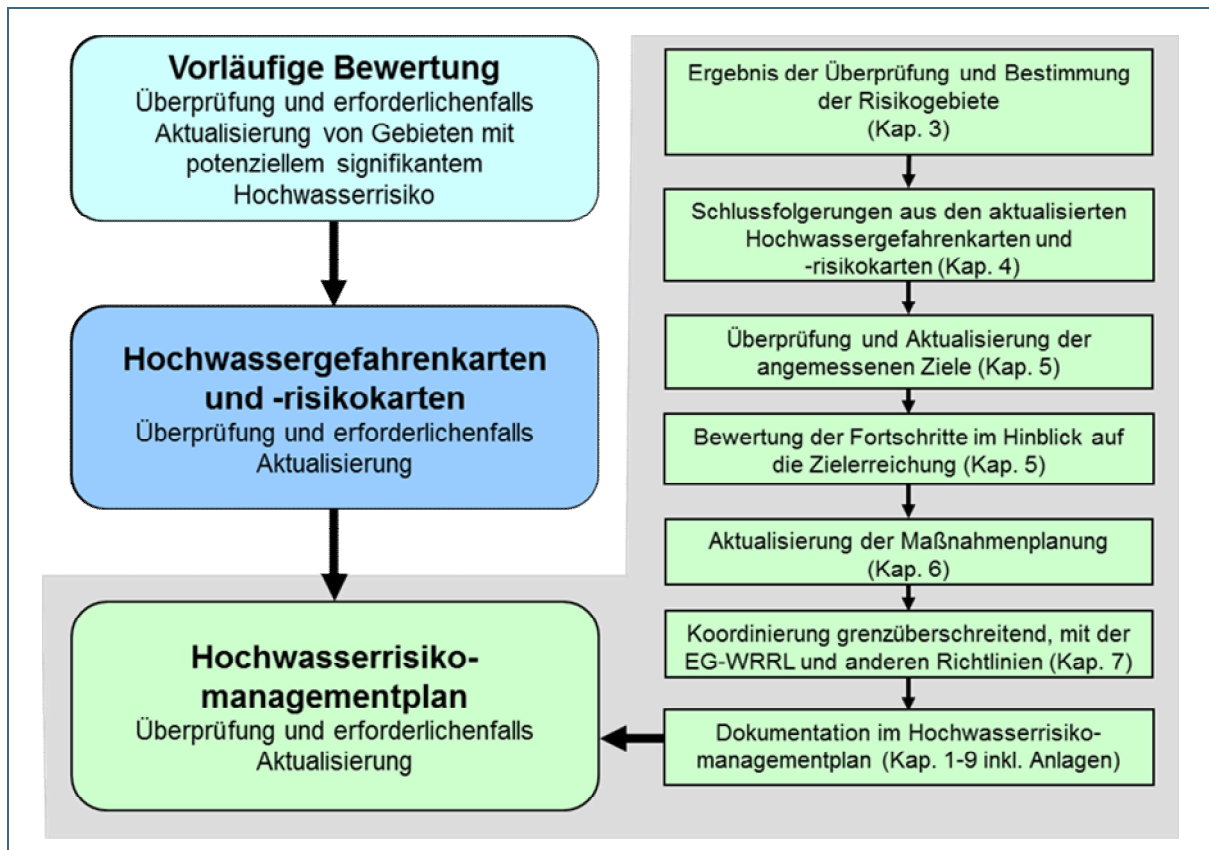 Vorläufige Bewertung
Überprüfung und erforderlichenfalls
Aktualisierung von Gebieten mit
potenziellem signifikantem
Hochwasserrisiko
Hochwassergefahrenkarten
und -risikokarten
Überprüfung und erforderlichenfalls
Aktualisierung
Hochwasserrisiko-
managementplan
Überprüfung und erforderlichenfalls
Aktualisierung
Ergebnis der Überprüfung und Bestimmung
der Risikogebiete
(Kap. 3)
Schlussfolgerungen aus den aktualisierten
Hochwassergefahrenkarten und
-risikokarten (Kap. 4)
Überprüfung und Aktualisierung der
angemessenen Ziele (Kap. 5)
Bewertung der Fortschritte im Hinblick auf
die Zielerreichung (Kap. 5)
Aktualisierung der Maßnahmenplanung
(Kap. 6)
Koordinierung grenzüberschreitend, mit der
EG-WRRL und anderen Richtlinien (Kap. 7)
Dokumentation im Hochwasserrisiko-
managementplan (Kap. 1-9 inkl. Anlagen)